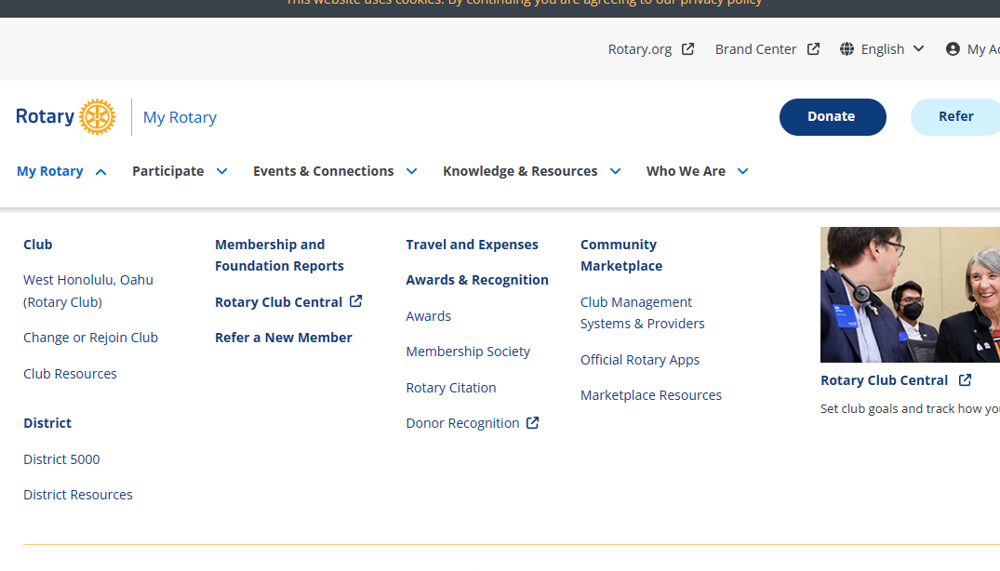 This website uses cookies. By continuing you are agreeing to our privacy policy
Rotary.org Brand Center English My Ac
Rotary My Rotary Donate Refer
My Rotary Participate Events & Connections Knowledge & Resources Who We Are
Club
West Honolulu, Oahu
(Rotary Club)
Change or Rejoin Club
Club Resources
District
District 5000
District Resources
Membership and
Foundation Reports
Rotary Club Central
Refer a New Member
Travel and Expenses
Awards & Recognition
Awards
Membership Society
Rotary Citation
Donor Recognition
Community
Marketplace
Club Management
Systems & Providers
Official Rotary Apps
Marketplace Resources
Rotary Club Central
Set club goals and track how you